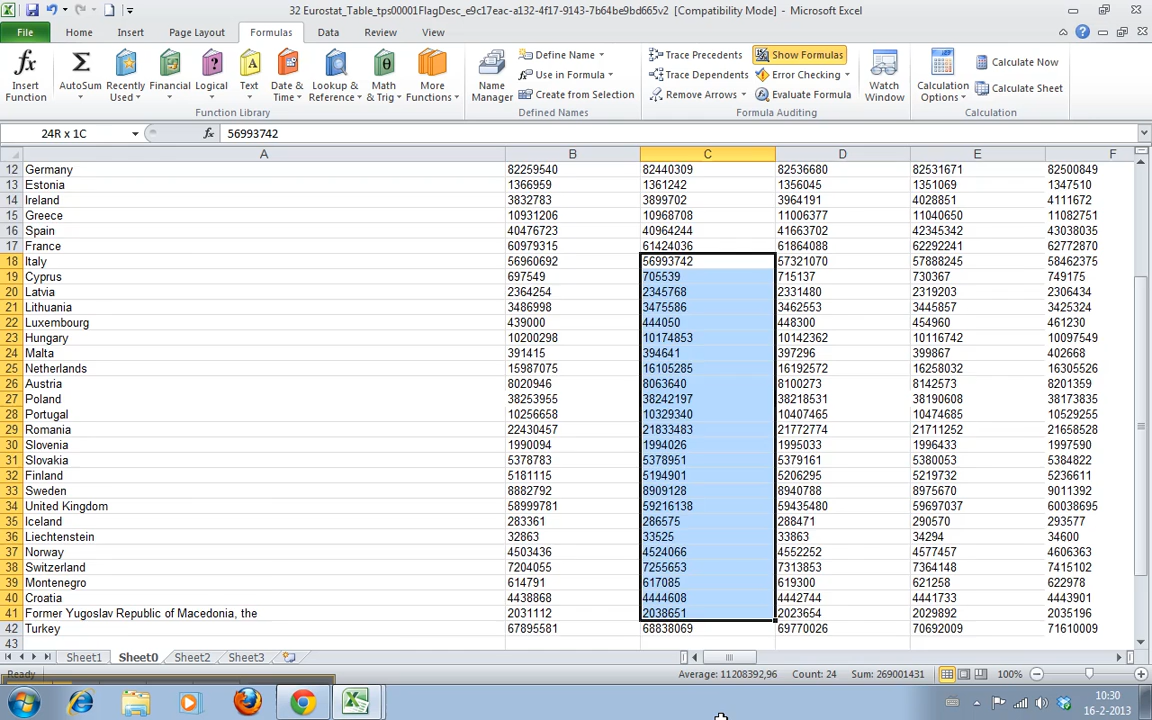 32 Eurostat_Table_tps00001FlagDesc_e9c17eac-a132-4f17-9143-7b64be9bd665v2 [Compatibility Mode] - Microsoft Excel
File Home Insert Page Layout Formulas Data Review View
fx Σ A ? θ
Insert Function
AutoSum
Recently Used
Financial
Logical
Text
Date & Time
Lookup & Reference
Math & Trig
More Functions
Function Library
Name Manager
Define Name
Use in Formula
Create from Selection
Defined Names
Trace Precedents
Trace Dependents
Remove Arrows
Show Formulas
Error Checking
Evaluate Formula
Watch Window
Formula Auditing
Calculation Options
Calculate Now
Calculate Sheet
Calculation
24R x 1C fx 56993742
A B C D E F
12 Germany 82259540 82440309 82536680 82531671 82500849
13 Estonia 1366959 1361242 1356045 1351069 1347510
14 Ireland 3832783 3899702 3964191 4028851 4111672
15 Greece 10931206 10968708 11006377 11040650 11082751
16 Spain 40476723 40964244 41663702 42345342 43038035
17 France 60979315 61424036 61864088 62292241 62772870
18 Italy 56960692 56993742 57321070 57888245 58462375
19 Cyprus 697549 705539 715137 730367 749175
20 Latvia 2364254 2345768 2331480 2319203 2306434
21 Lithuania 3486998 3475586 3462553 3445857 3425324
22 Luxembourg 439000 444050 448300 454960 461230
23 Hungary 10200298 10174853 10142362 10116742 10097549
24 Malta 391415 394641 397296 399867 402668
25 Netherlands 15987075 16105285 16192572 16258032 16305526
26 Austria 8020946 8063640 8100273 8142573 8201359
27 Poland 38253955 38242197 38218531 38190608 38173835
28 Portugal 10256658 10329340 10407465 10474685 10529255
29 Romania 22430457 21833483 21772774 21711252 21658528
30 Slovenia 1990094 1994026 1995033 1996433 1997590
31 Slovakia 5378783 5378951 5379161 5380053 5384822
32 Finland 5181115 5194901 5206295 5219732 5236611
33 Sweden 8882792 8909128 8940788 8975670 9011392
34 United Kingdom 58999781 59216138 59435480 59697037 60038695
35 Iceland 283361 286575 288471 290570 293577
36 Liechtenstein 32863 33525 33863 34294 34600
37 Norway 4503436 4524066 4552252 4577457 4606363
38 Switzerland 7204055 7255653 7313853 7364148 7415102
39 Montenegro 614791 617085 619300 621258 622978
40 Croatia 4438868 4444608 4442744 4441733 4443901
41 Former Yugoslav Republic of Macedonia, the 2031112 2038651 2023654 2029892 2035196
42 Turkey 67895581 68838069 69770026 70692009 71610009
43
Sheet1 Sheet0 Sheet2 Sheet3
Ready Average: 11208392,96 Count: 24 Sum: 269001431 100%
10:30
16-2-2013